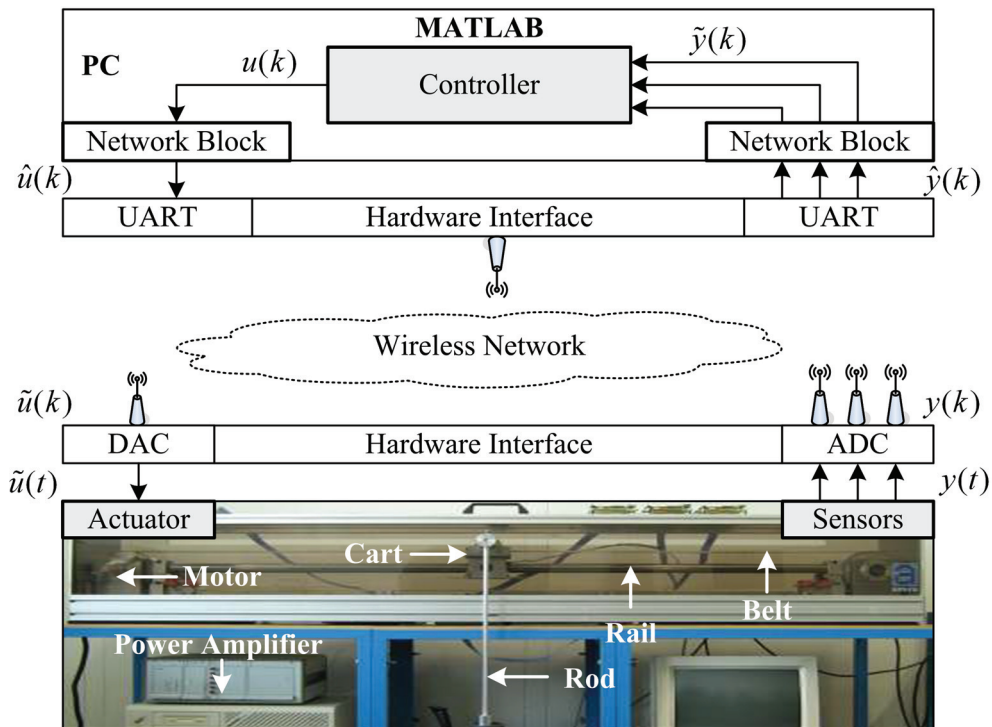 MATLAB
PC
u(k)
ỹ(k)
Controller
Network Block
Network Block
û(k)
ŷ(k)
UART
Hardware Interface
UART
Wireless Network
ũ(k)
y(k)
DAC
Hardware Interface
ADC
ũ(t)
y(t)
Actuator
Sensors
Cart
Motor
Belt
Rail
Power Amplifier
Rod